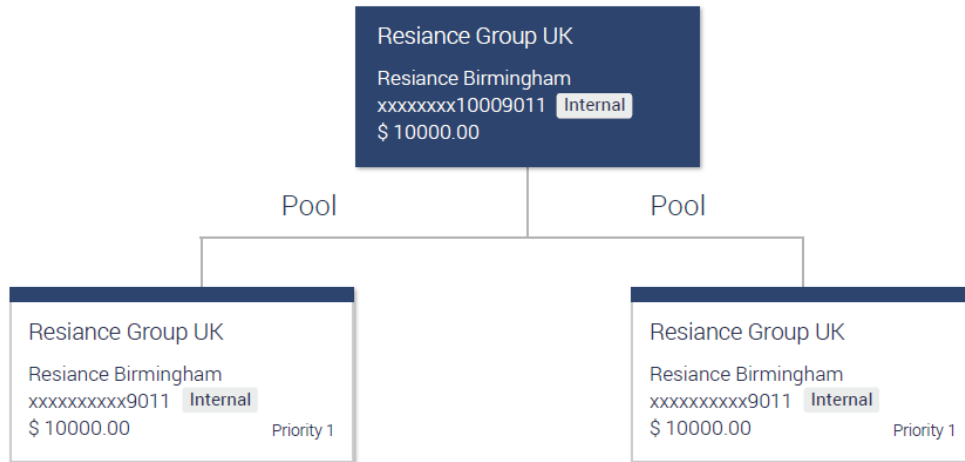 Resiance Group UK
Resiance Birmingham
xxxxxxxx10009011 Internal
$ 10000.00
Pool
Pool
Resiance Group UK
Resiance Birmingham
xxxxxxxxxx9011 Internal
$ 10000.00 Priority 1
Resiance Group UK
Resiance Birmingham
xxxxxxxxxx9011 Internal
$ 10000.00 Priority 1